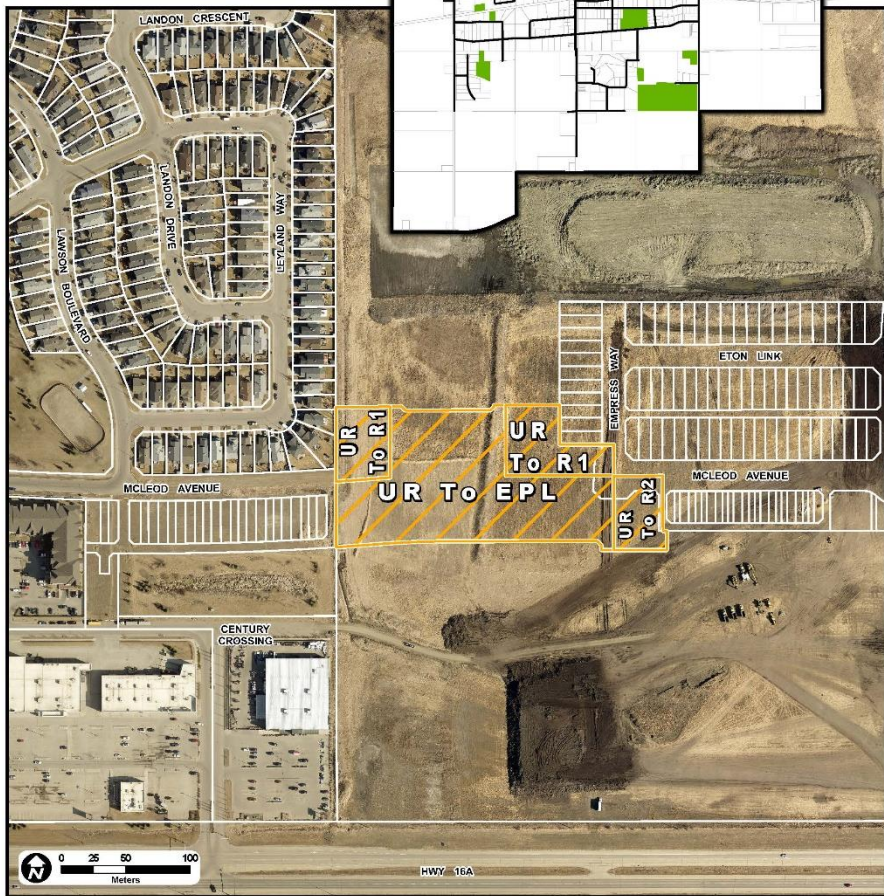 LANDON CRESCENT
LANDON DRIVE
LEYLAND WAY
LAWSON BOULEVARD
ETON LINK
EMPRESS WAY
UR
To R1
UR
To R1
MCLEOD AVENUE
MCLEOD AVENUE
UR To EPL
UR
To R2
CENTURY
CROSSING
N
0 25 50 100
Meters
HWY 16A